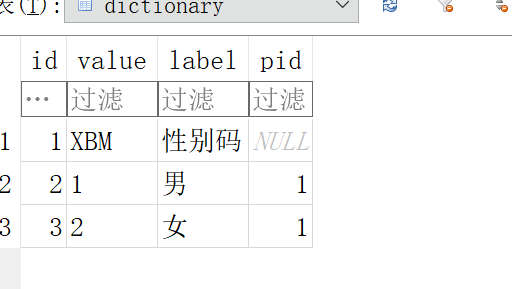 表(T): dictionary
id value label pid
… 过滤 过滤 过滤
1 1 XBM 性别码 NULL
2 2 1 男 1
3 3 2 女 1